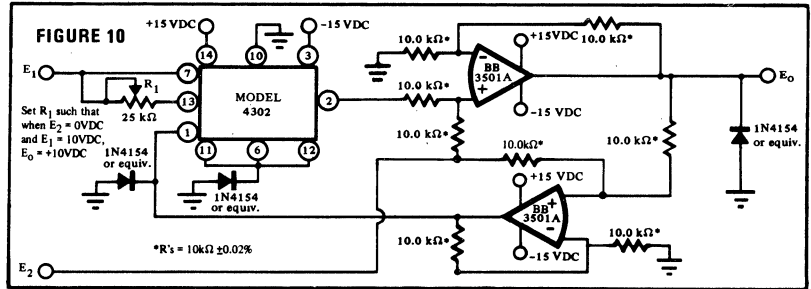 FIGURE 10
+15 VDC
-15 VDC
14
10
3
E1
7
R1
13
25 kΩ
MODEL
4302
2
1
11
6
12
Set R1 such that
when E2 = 0VDC
and E1 = 10VDC,
Eo = +10VDC
1N4154
or equiv.
1N4154
or equiv.
10.0 kΩ*
10.0 kΩ*
+15VDC
-
BB
3501A
+
-15 VDC
10.0 kΩ*
10.0 kΩ*
10.0kΩ*
10.0 kΩ*
Eo
1N4154
or equiv.
+15 VDC
BB
3501A
+
-
-15 VDC
10.0 kΩ*
10.0 kΩ*
*R's = 10kΩ ±0.02%
E2